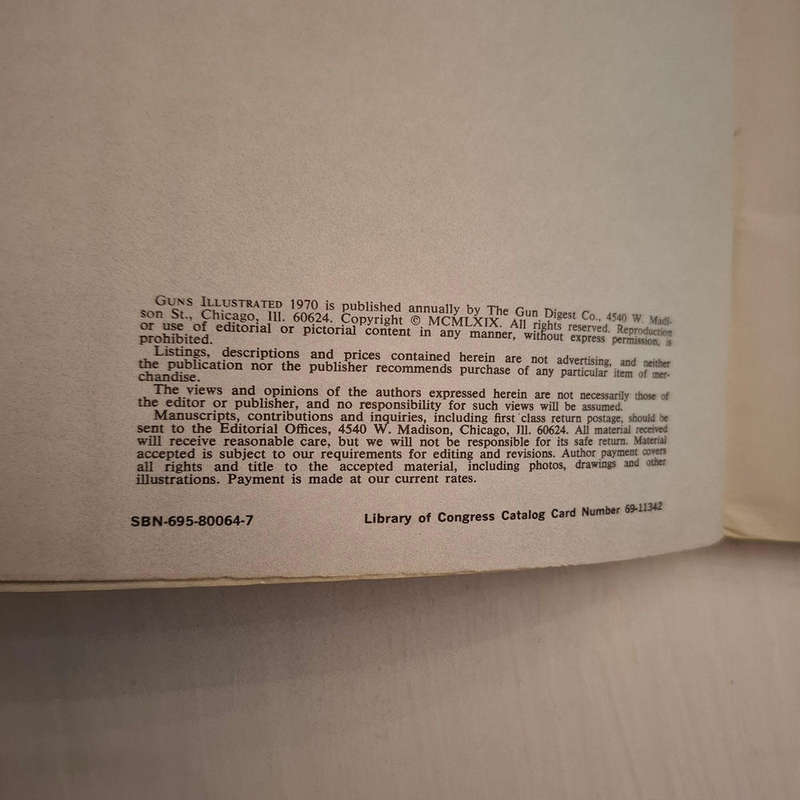 GUNS ILLUSTRATED 1970 is published annually by The Gun Digest Co., 4540 W. Madi-
son St., Chicago, Ill. 60624. Copyright © MCMLXIX. All rights reserved. Reproduction
or use of editorial or pictorial content in any manner, without express permission, is
prohibited.
Listings, descriptions and prices contained herein are not advertising, and neither
the publication nor the publisher recommends purchase of any particular item of mer-
chandise.
The views and opinions of the authors expressed herein are not necessarily those of
the editor or publisher, and no responsibility for such views will be assumed.
Manuscripts, contributions and inquiries, including first class return postage, should be
sent to the Editorial Offices, 4540 W. Madison, Chicago, Ill. 60624. All material received
will receive reasonable care, but we will not be responsible for its safe return. Material
accepted is subject to our requirements for editing and revisions. Author payment covers
all rights and title to the accepted material, including photos, drawings and other
illustrations. Payment is made at our current rates.
SBN-695-80064-7 Library of Congress Catalog Card Number 69-11342